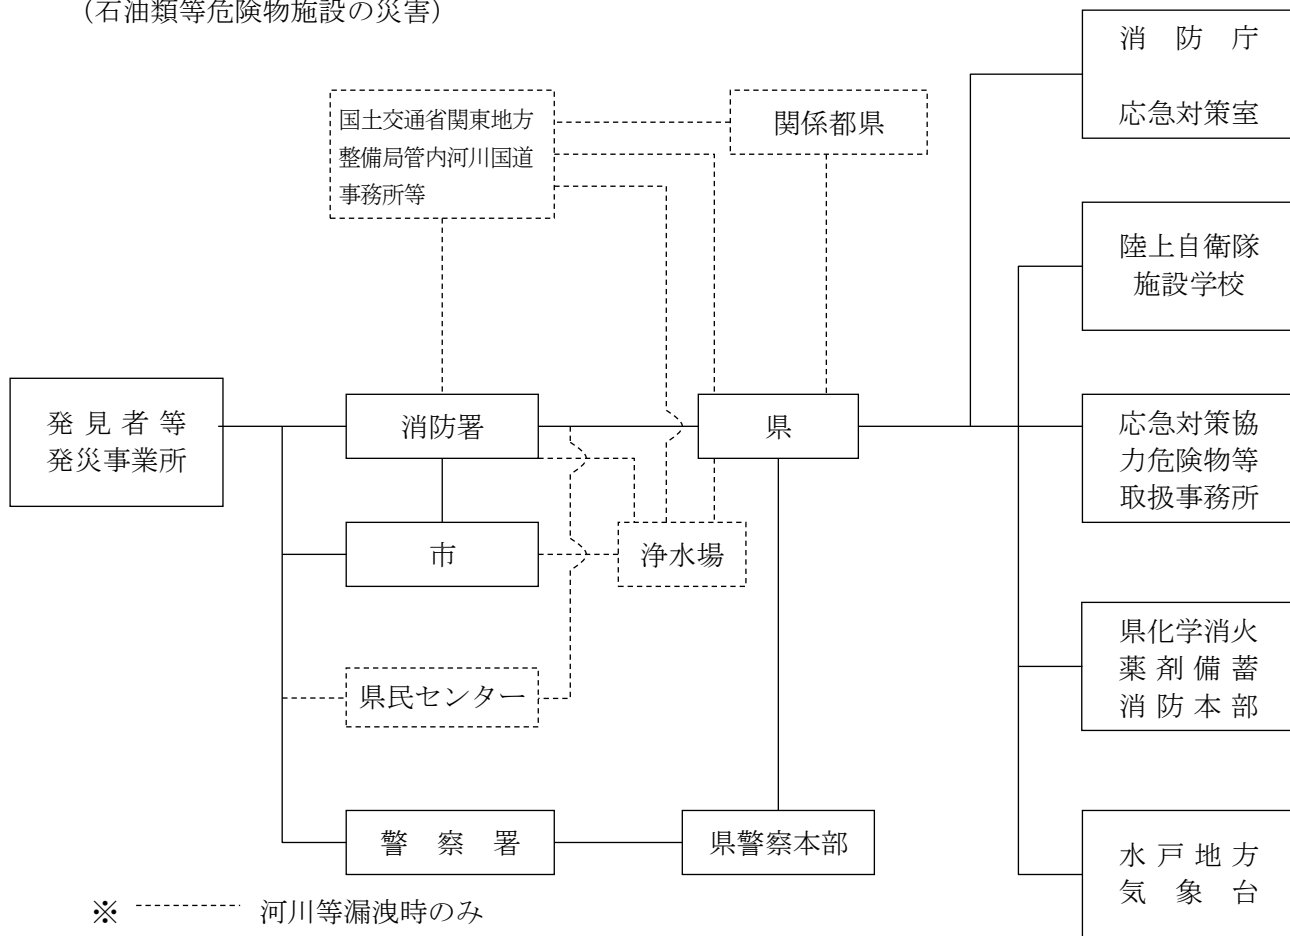 （石油類等危険物施設の災害）
消　防　庁
応急対策室
国土交通省関東地方
整備局管内河川国道
事務所等
関係都県
陸上自衛隊
施設学校
発 見 者 等
発災事業所
消防署
県
応急対策協
力危険物等
取扱事務所
市
浄水場
県民センター
県化学消火
薬 剤 備 蓄
消 防 本 部
警　察　署
県警察本部
水 戸 地 方
気　象　台
※ ---------- 河川等漏洩時のみ